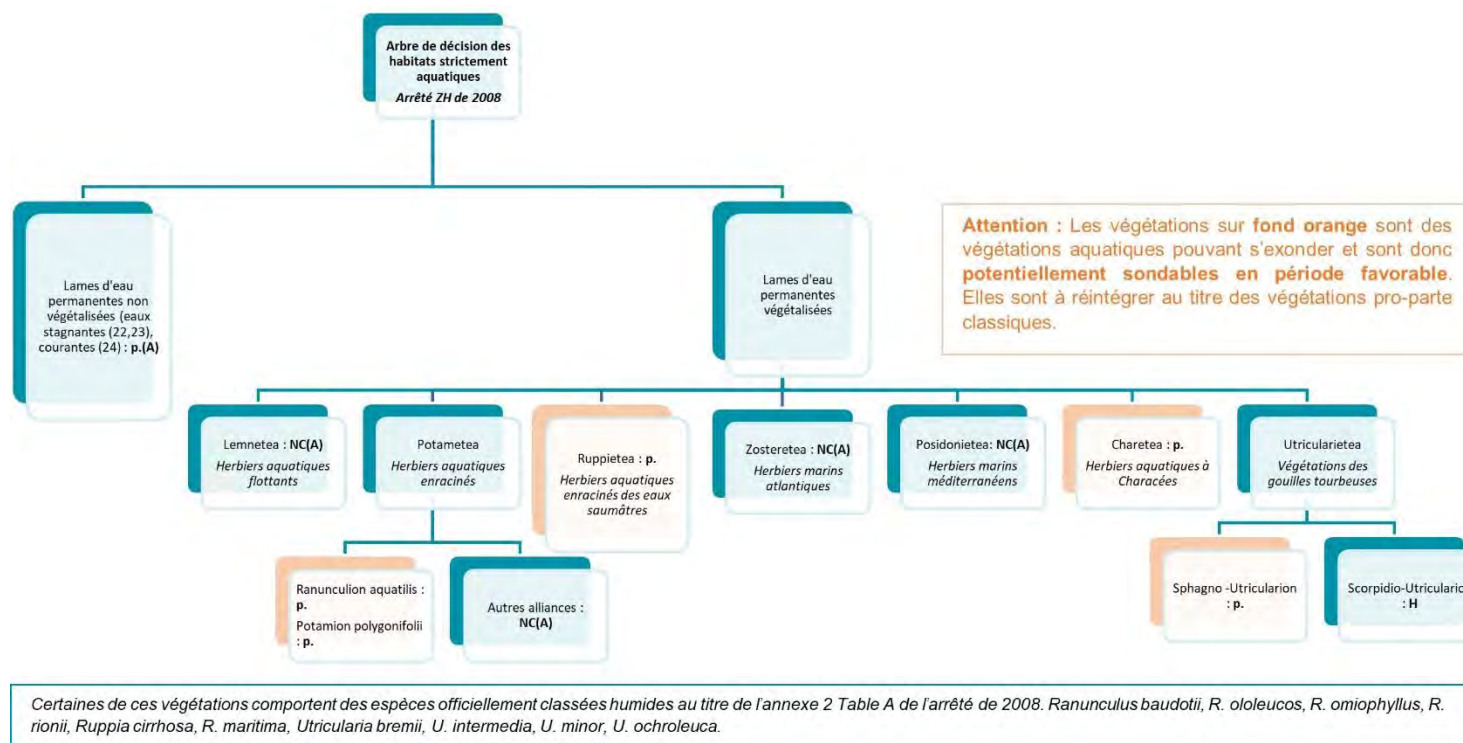 Arbre de décision des
habitats strictement
aquatiques
Arrêté ZH de 2008
Lames d'eau
permanentes non
végétalisées (eaux
stagnantes (22,23),
courantes (24) : p.(A)
Lames d'eau
permanentes
végétalisées
Attention : Les végétations sur fond orange sont des
végétations aquatiques pouvant s'exonder et sont donc
potentiellement sondables en période favorable.
Elles sont à réintégrer au titre des végétations pro-parte
classiques.
Lemnetea : NC(A)
Herbiers aquatiques
flottants
Potametea
Herbiers aquatiques
enracinés
Ruppietea : p.
Herbiers aquatiques
enracinés des eaux
saumâtres
Zosteretea : NC(A)
Herbiers marins
atlantiques
Posidonietea: NC(A)
Herbiers marins
méditerranéens
Charetea : p.
Herbiers aquatiques à
Characées
Utricularietea
Végétations des
gouilles tourbeuses
Ranunculion aquatilis :
p.
Potamion polygonifolii
: p.
Autres alliances :
NC(A)
Sphagno -Utricularion
: p.
Scorpidio-Utriculario
: H
Certaines de ces végétations comportent des espèces officiellement classées humides au titre de l'annexe 2 Table A de l'arrêté de 2008. Ranunculus baudotii, R. ololeucos, R. omiophyllus, R.
rionii, Ruppia cirrhosa, R. maritima, Utricularia bremii, U. intermedia, U. minor, U. ochroleuca.